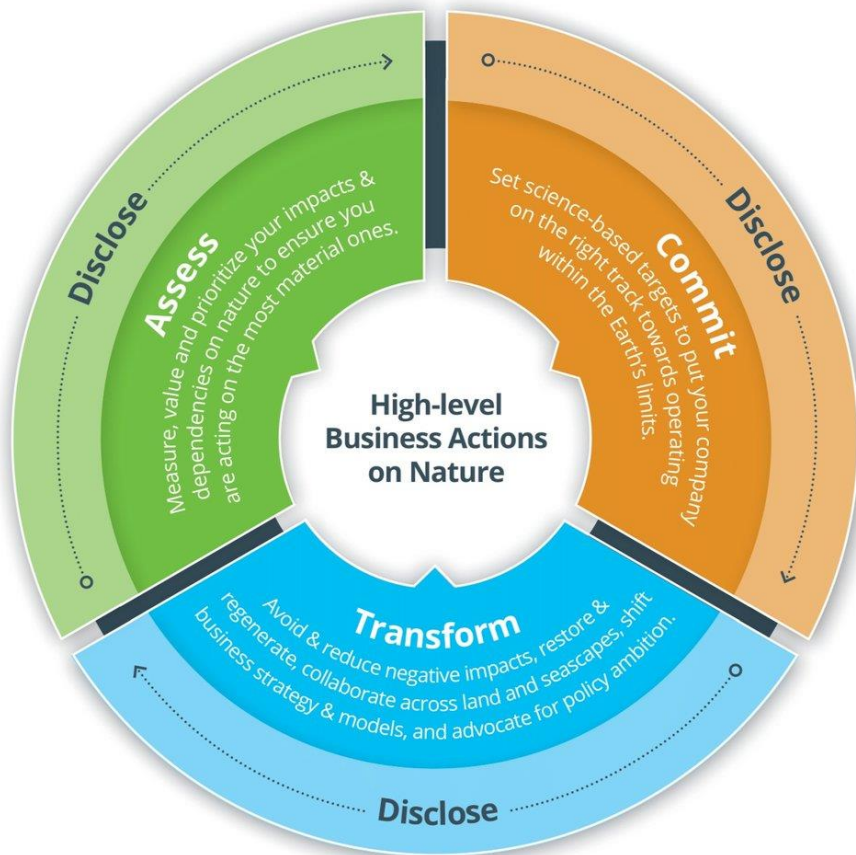 High-level
Business Actions
on Nature
Disclose
Assess
Measure, value and prioritize your impacts &
dependencies on nature to ensure you
are acting on the most material ones.
Disclose
Commit
Set science-based targets to put your company
on the right track towards operating
within the Earth's limits.
Transform
Avoid & reduce negative impacts, restore &
regenerate, collaborate across land and seascapes, shift
business strategy & models, and advocate for policy ambition.
Disclose